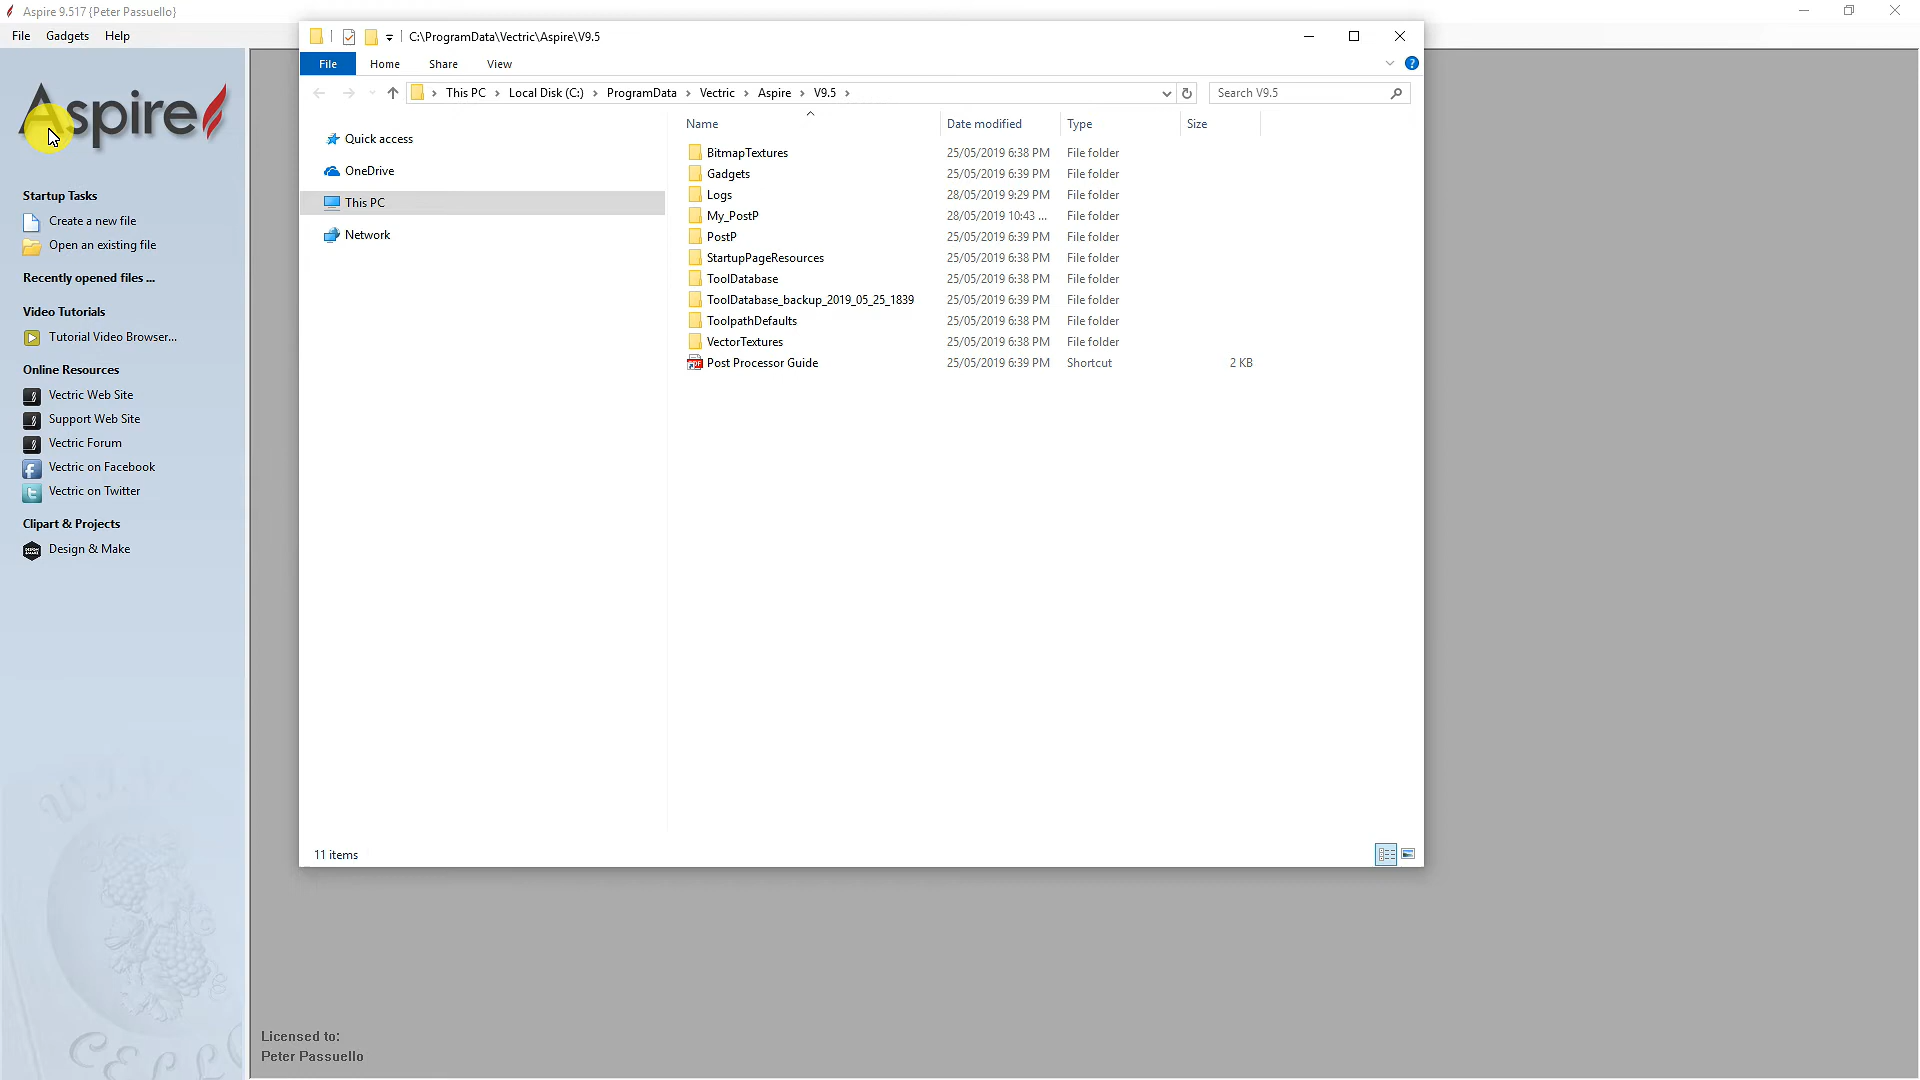 Aspire 9.517 {Peter Passuello}
File Gadgets Help
Aspire
Startup Tasks
Create a new file
Open an existing file
Recently opened files ...
Video Tutorials
Tutorial Video Browser...
Online Resources
Vectric Web Site
Support Web Site
Vectric Forum
Vectric on Facebook
Vectric on Twitter
Clipart & Projects
Design & Make
C:\ProgramData\Vectric\Aspire\V9.5
File Home Share View
This PC Local Disk (C:) ProgramData Vectric Aspire V9.5
Search V9.5
Quick access
OneDrive
This PC
Network
Name Date modified Type Size
BitmapTextures 25/05/2019 6:38 PM File folder
Gadgets 25/05/2019 6:39 PM File folder
Logs 28/05/2019 9:29 PM File folder
My_PostP 28/05/2019 10:43 ... File folder
PostP 25/05/2019 6:39 PM File folder
StartupPageResources 25/05/2019 6:38 PM File folder
ToolDatabase 25/05/2019 6:38 PM File folder
ToolDatabase_backup_2019_05_25_1839 25/05/2019 6:39 PM File folder
ToolpathDefaults 25/05/2019 6:38 PM File folder
VectorTextures 25/05/2019 6:38 PM File folder
Post Processor Guide 25/05/2019 6:39 PM Shortcut 2 KB
11 items
Licensed to:
Peter Passuello